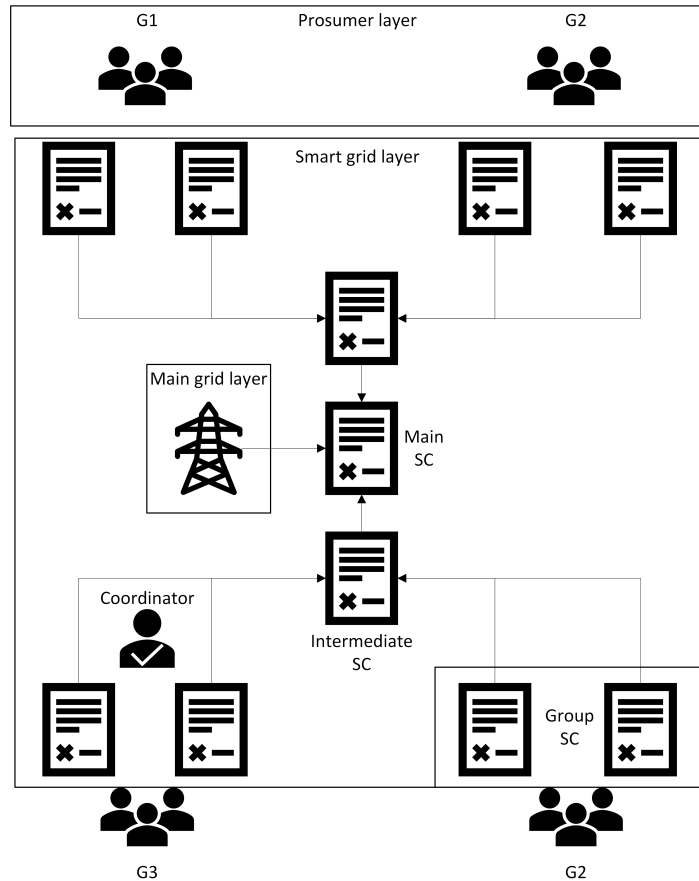 G1
Prosumer layer
G2
Smart grid layer
Main grid layer
Main
SC
Coordinator
Intermediate
SC
Group
SC
G3
G2